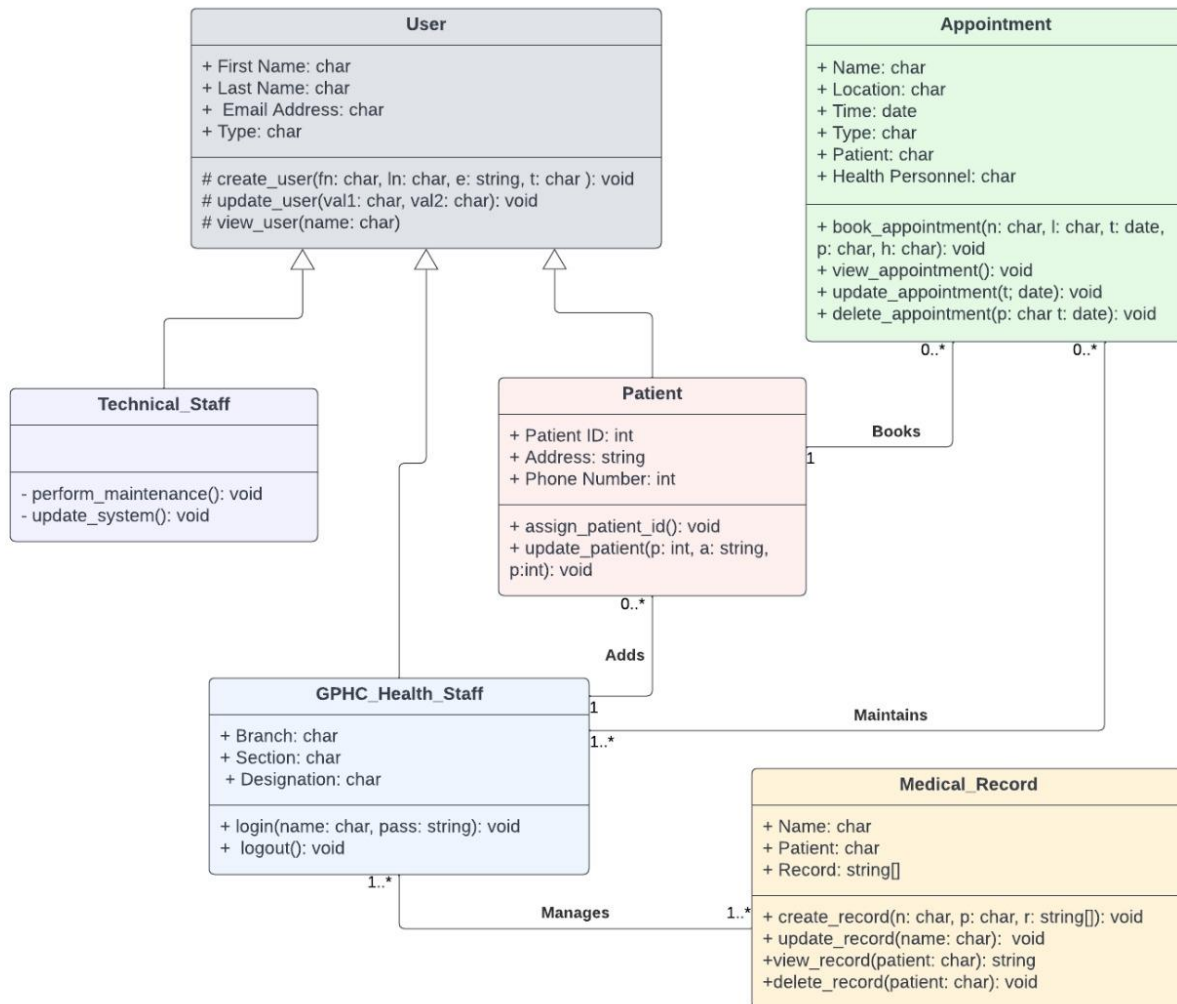 User
+ First Name: char
+ Last Name: char
+ Email Address: char
+ Type: char
# create_user(fn: char, ln: char, e: string, t: char ): void
# update_user(val1: char, val2: char): void
# view_user(name: char)
Appointment
+ Name: char
+ Location: char
+ Time: date
+ Type: char
+ Patient: char
+ Health Personnel: char
+ book_appointment(n: char, l: char, t: date,
p: char, h: char): void
+ view_appointment(): void
+ update_appointment(t; date): void
+ delete_appointment(p: char t: date): void
0..*
0..*
Technical_Staff
- perform_maintenance(): void
- update_system(): void
Patient
+ Patient ID: int
+ Address: string
+ Phone Number: int
+ assign_patient_id(): void
+ update_patient(p: int, a: string,
p:int): void
Books
1
0..*
Adds
GPHC_Health_Staff
+ Branch: char
+ Section: char
+ Designation: char
+ login(name: char, pass: string): void
+ logout(): void
1
1..*
Maintains
1..*
Manages
1..*
Medical_Record
+ Name: char
+ Patient: char
+ Record: string[]
+ create_record(n: char, p: char, r: string[]): void
+ update_record(name: char): void
+view_record(patient: char): string
+delete_record(patient: char): void